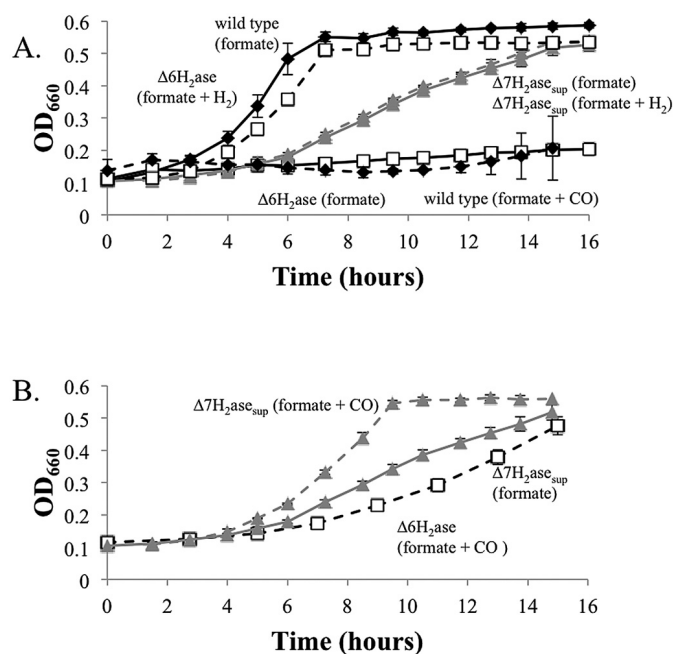 A.
0.6
0.5
0.4
0.3
0.2
0.1
0
OD660
wild type
(formate)
Δ6H2ase
(formate + H2)
Δ7H2asesup (formate)
Δ7H2asesup (formate + H2)
Δ6H2ase (formate)
wild type (formate + CO)
0 2 4 6 8 10 12 14 16
Time (hours)
B.
0.6
0.5
0.4
0.3
0.2
0.1
0
OD660
Δ7H2asesup (formate + CO)
Δ7H2asesup
(formate)
Δ6H2ase
(formate + CO )
0 2 4 6 8 10 12 14 16
Time (hours)